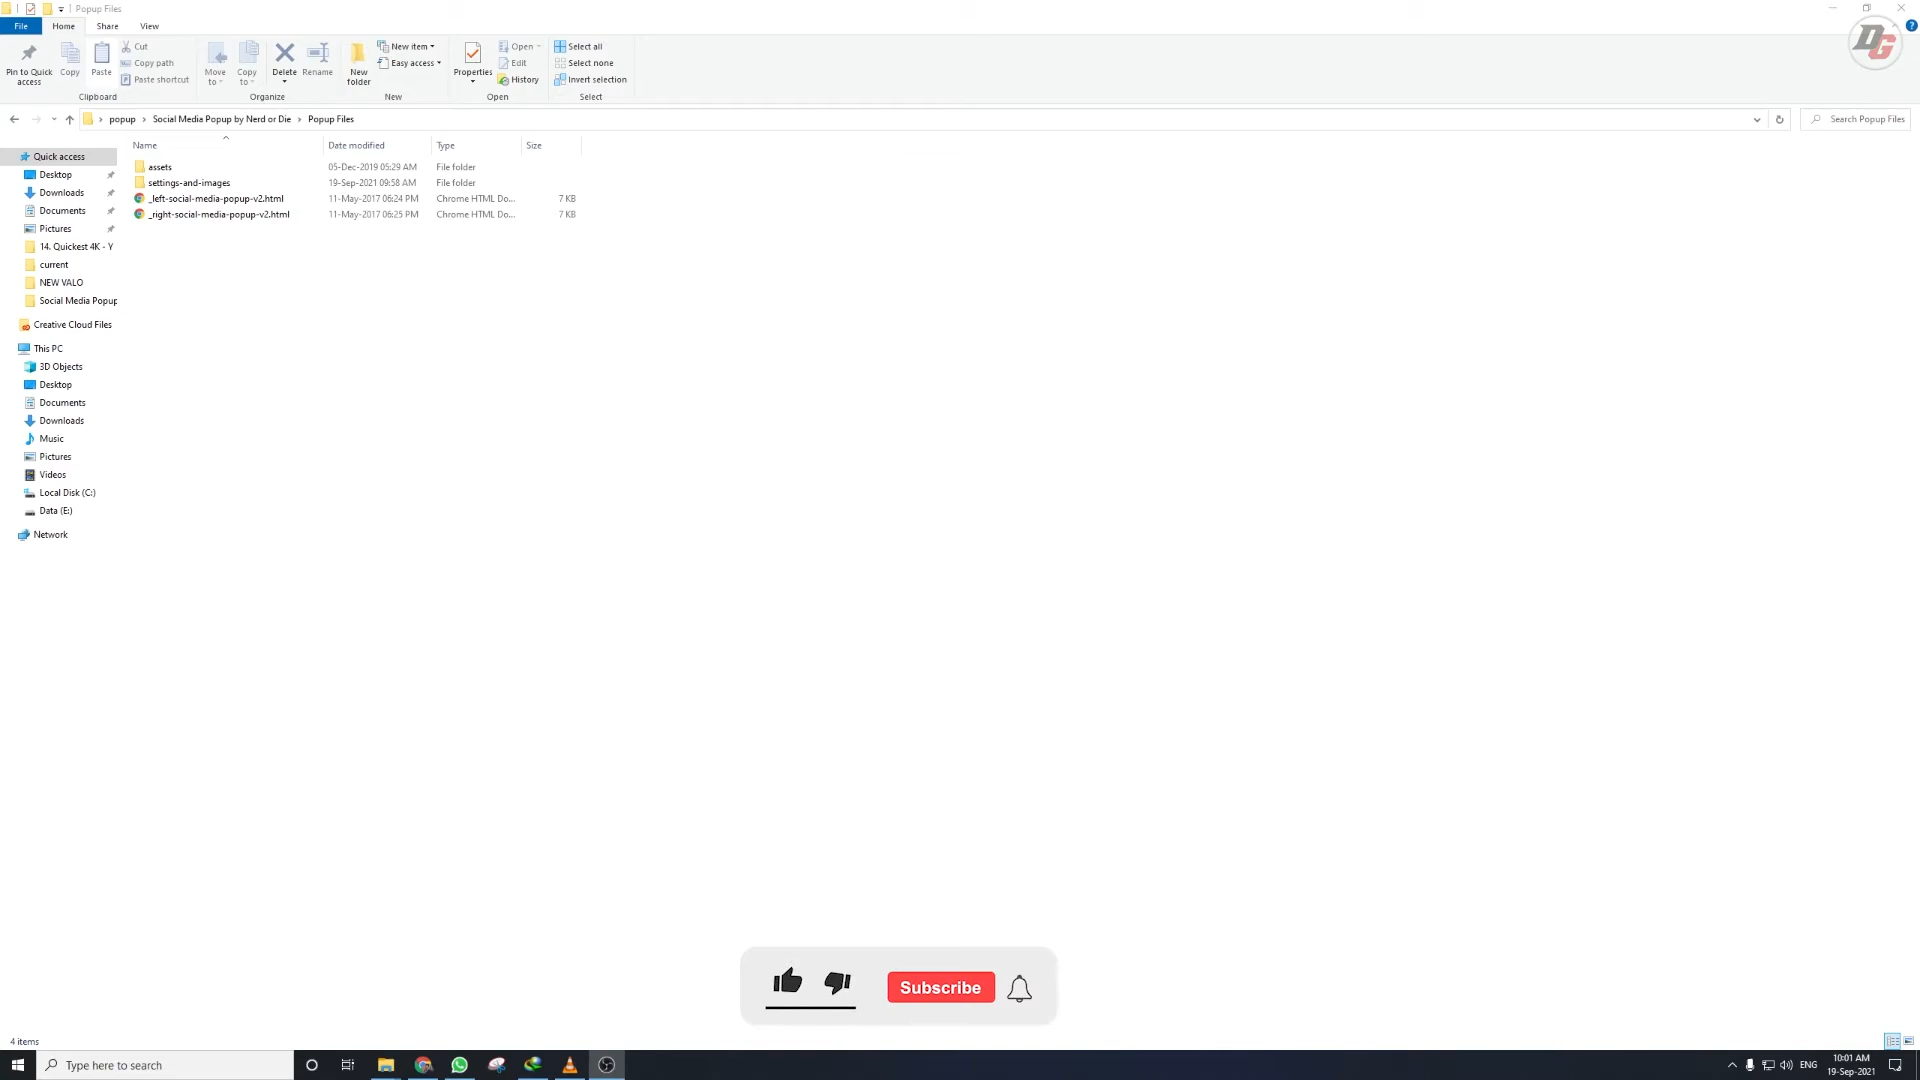 Popup Files
File Home Share View
Pin to Quick access
Copy
Paste
Cut
Copy path
Paste shortcut
Clipboard
Move to
Copy to
Delete
Rename
Organize
New folder
New item
Easy access
New
Properties
Open
Edit
History
Open
Select all
Select none
Invert selection
Select
popup › Social Media Popup by Nerd or Die › Popup Files
Search Popup Files
Name Date modified Type Size
assets 05-Dec-2019 05:29 AM File folder
settings-and-images 19-Sep-2021 09:58 AM File folder
_left-social-media-popup-v2.html 11-May-2017 06:24 PM Chrome HTML Do... 7 KB
_right-social-media-popup-v2.html 11-May-2017 06:25 PM Chrome HTML Do... 7 KB
Quick access
Desktop
Downloads
Documents
Pictures
14. Quickest 4K - Y
current
NEW VALO
Social Media Popup
Creative Cloud Files
This PC
3D Objects
Desktop
Documents
Downloads
Music
Pictures
Videos
Local Disk (C:)
Data (E:)
Network
DG
Subscribe
4 items
Type here to search
ENG
10:01 AM
19-Sep-2021